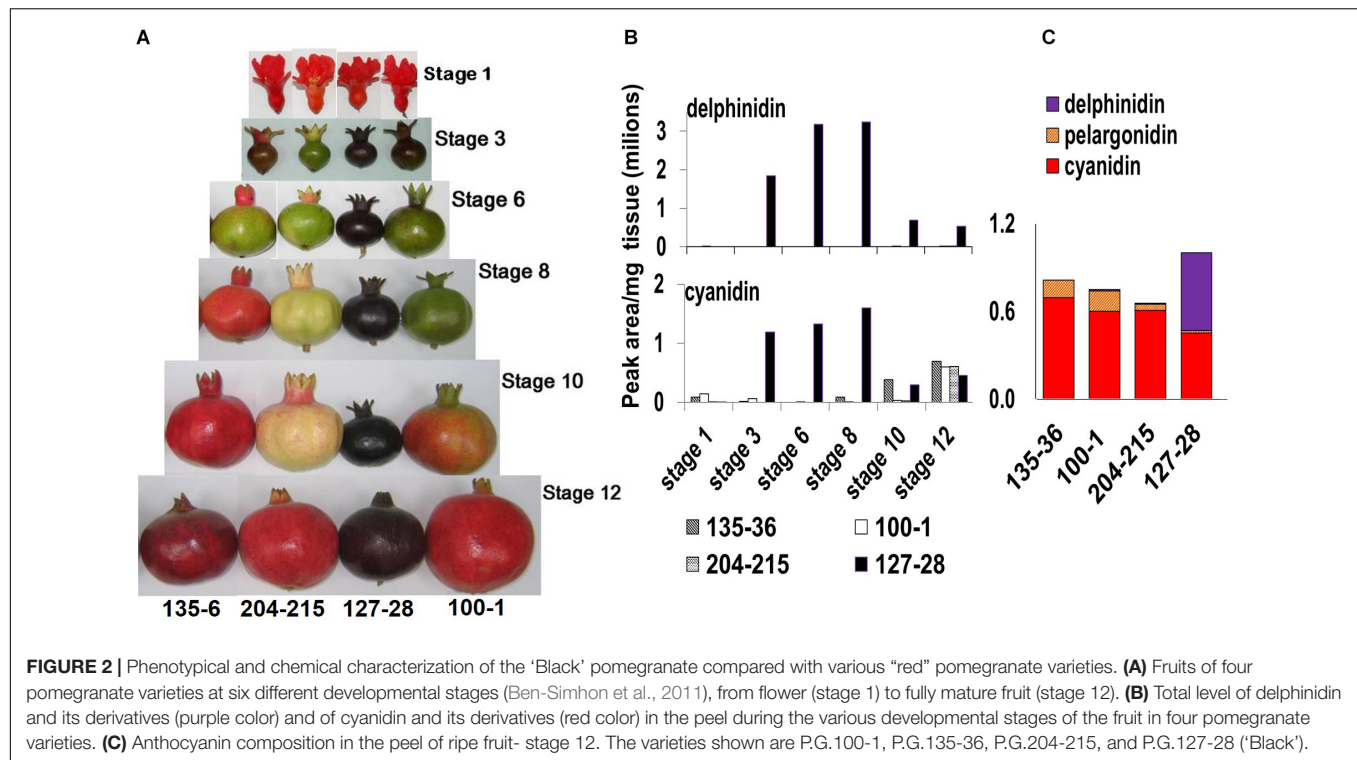 A
Stage 1
Stage 3
Stage 6
Stage 8
Stage 10
Stage 12
135-6 204-215 127-28 100-1
B
Peak area/mg tissue (milions)
delphinidin
3
2
1
0
cyanidin
2
1
0
stage 1
stage 3
stage 6
stage 8
stage 10
stage 12
135-36
100-1
204-215
127-28
C
delphinidin
pelargonidin
cyanidin
1.2
0.6
0.0
135-36
100-1
204-215
127-28
FIGURE 2 | Phenotypical and chemical characterization of the ‘Black’ pomegranate compared with various “red” pomegranate varieties. (A) Fruits of four
pomegranate varieties at six different developmental stages (Ben-Simhon et al., 2011), from flower (stage 1) to fully mature fruit (stage 12). (B) Total level of delphinidin
and its derivatives (purple color) and of cyanidin and its derivatives (red color) in the peel during the various developmental stages of the fruit in four pomegranate
varieties. (C) Anthocyanin composition in the peel of ripe fruit- stage 12. The varieties shown are P.G.100-1, P.G.135-36, P.G.204-215, and P.G.127-28 (‘Black’).